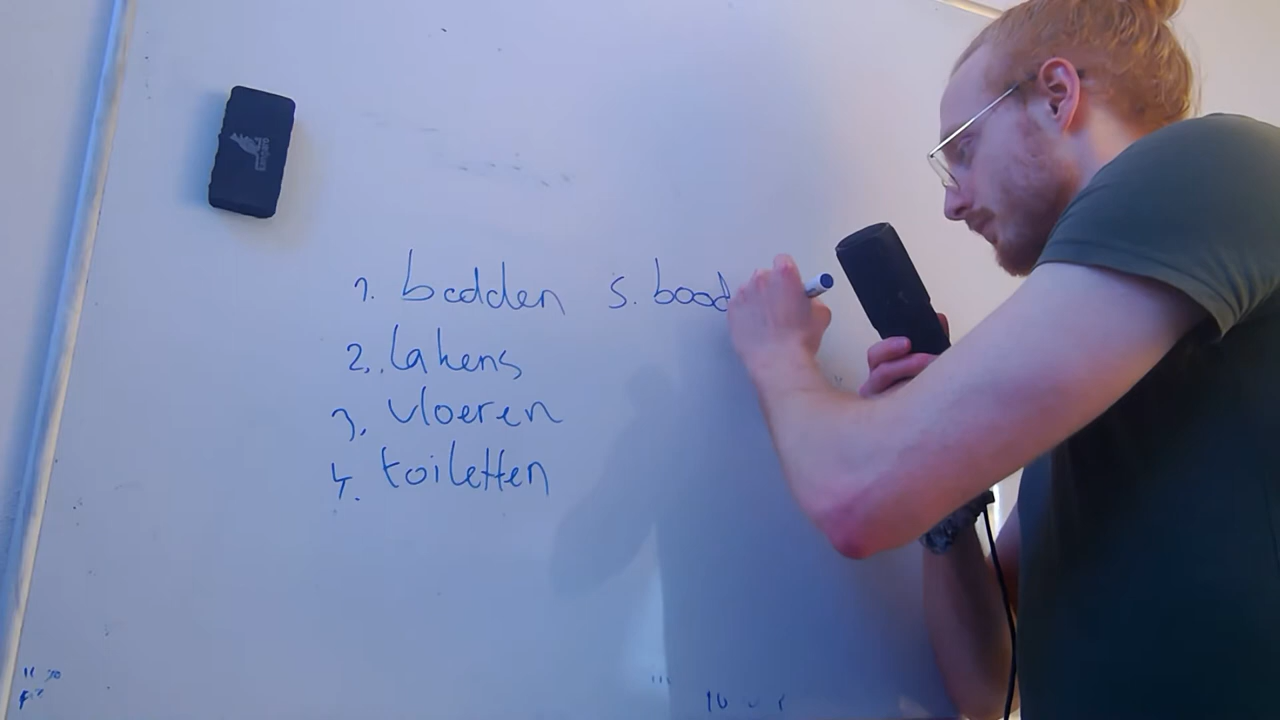 1. bedden
2. lakens
3. vloeren
4. toiletten
5. bood